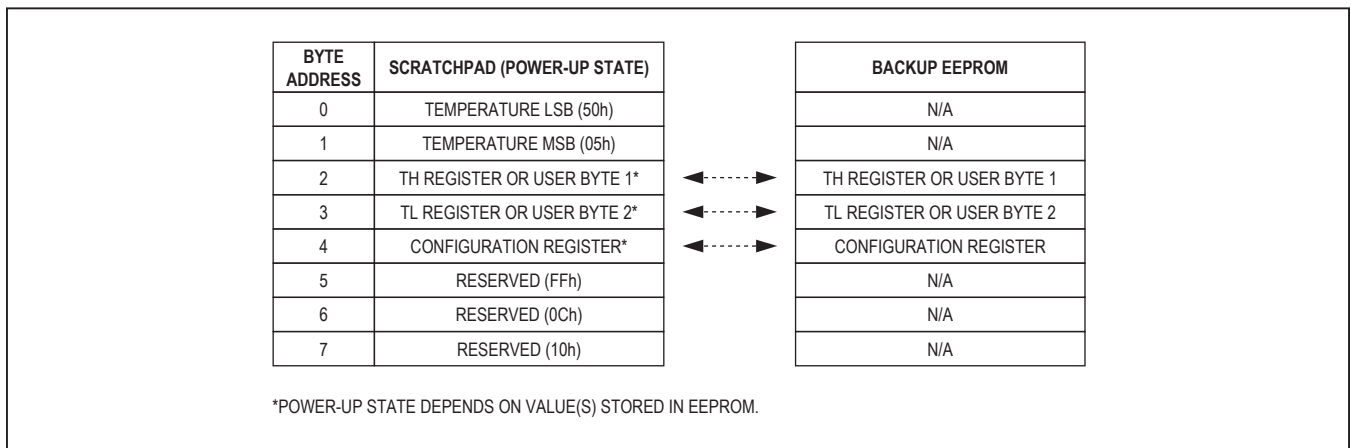 BYTE ADDRESS SCRATCHPAD (POWER-UP STATE) BACKUP EEPROM
0 TEMPERATURE LSB (50h) N/A
1 TEMPERATURE MSB (05h) N/A
2 TH REGISTER OR USER BYTE 1* TH REGISTER OR USER BYTE 1
3 TL REGISTER OR USER BYTE 2* TL REGISTER OR USER BYTE 2
4 CONFIGURATION REGISTER* CONFIGURATION REGISTER
5 RESERVED (FFh) N/A
6 RESERVED (0Ch) N/A
7 RESERVED (10h) N/A
*POWER-UP STATE DEPENDS ON VALUE(S) STORED IN EEPROM.